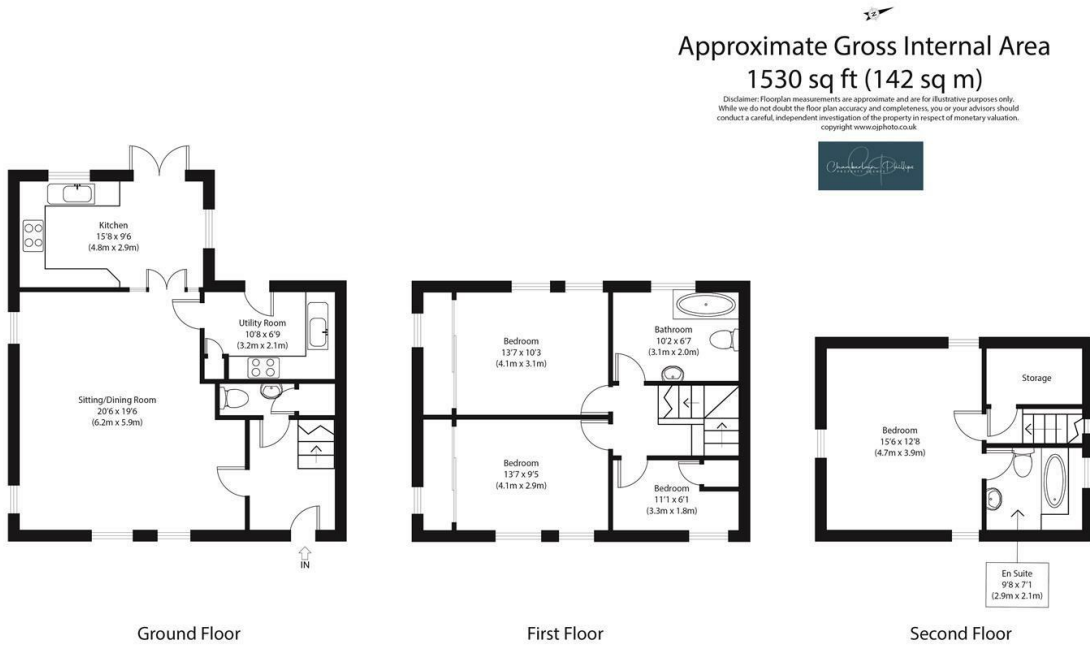 N
Approximate Gross Internal Area
1530 sq ft (142 sq m)
Disclaimer: Floorplan measurements are approximate and are for illustrative purposes only.
While we do not doubt the floor plan accuracy and completeness, you or your advisors should
conduct a careful, independent investigation of the property in respect of monetary valuation.
copyright www.ojphoto.co.uk
Chamberlain Phillips
Kitchen
15'8 x 9'6
(4.8m x 2.9m)
Utility Room
10'8 x 6'9
(3.2m x 2.1m)
Sitting/Dining Room
20'6 x 19'6
(6.2m x 5.9m)
IN
Ground Floor
Bedroom
13'7 x 10'3
(4.1m x 3.1m)
Bathroom
10'2 x 6'7
(3.1m x 2.0m)
Bedroom
13'7 x 9'5
(4.1m x 2.9m)
Bedroom
11'1 x 6'1
(3.3m x 1.8m)
First Floor
Storage
Bedroom
15'6 x 12'8
(4.7m x 3.9m)
En Suite
9'8 x 7'1
(2.9m x 2.1m)
Second Floor